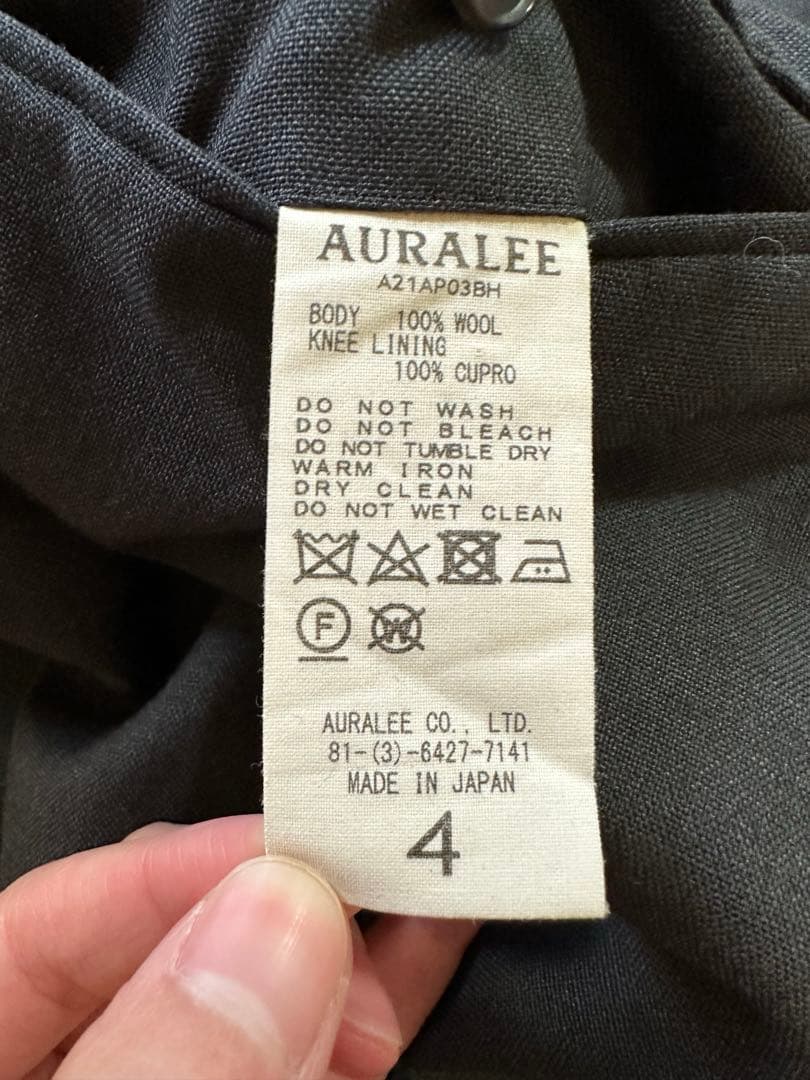 AURALEE
A21AP03BH
BODY 100% WOOL
KNEE LINING
100% CUPRO
DO NOT WASH
DO NOT BLEACH
DO NOT TUMBLE DRY
WARM IRON
DRY CLEAN
DO NOT WET CLEAN
F W
AURALEE CO., LTD.
81-(3)-6427-7141
MADE IN JAPAN
4